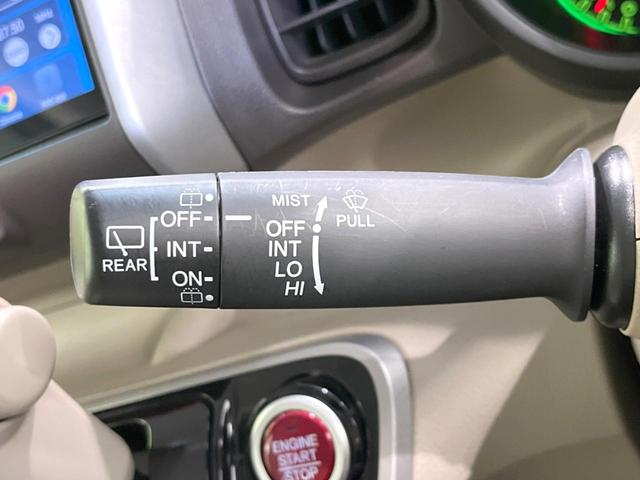 REAR
OFF
INT
ON
MIST
PULL
OFF
INT
LO
HI
ENGINE
START
STOP